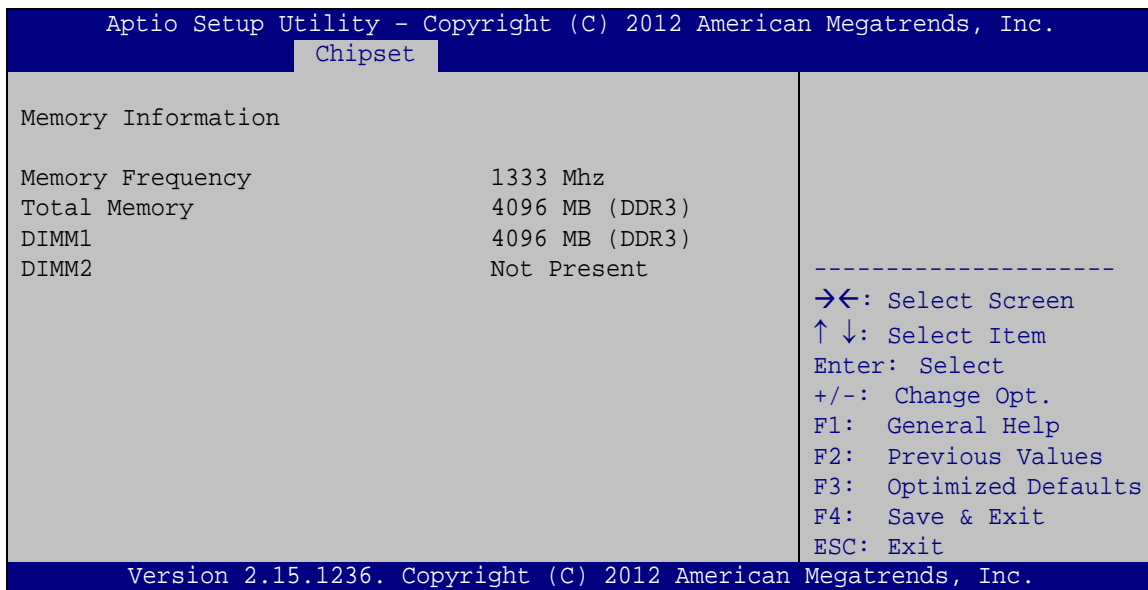 Aptio Setup Utility – Copyright (C) 2012 American Megatrends, Inc.
Chipset
Memory Information
Memory Frequency 1333 Mhz
Total Memory 4096 MB (DDR3)
DIMM1 4096 MB (DDR3)
DIMM2 Not Present
---------------------
→←: Select Screen
↑ ↓: Select Item
Enter: Select
+/-: Change Opt.
F1: General Help
F2: Previous Values
F3: Optimized Defaults
F4: Save & Exit
ESC: Exit
Version 2.15.1236. Copyright (C) 2012 American Megatrends, Inc.